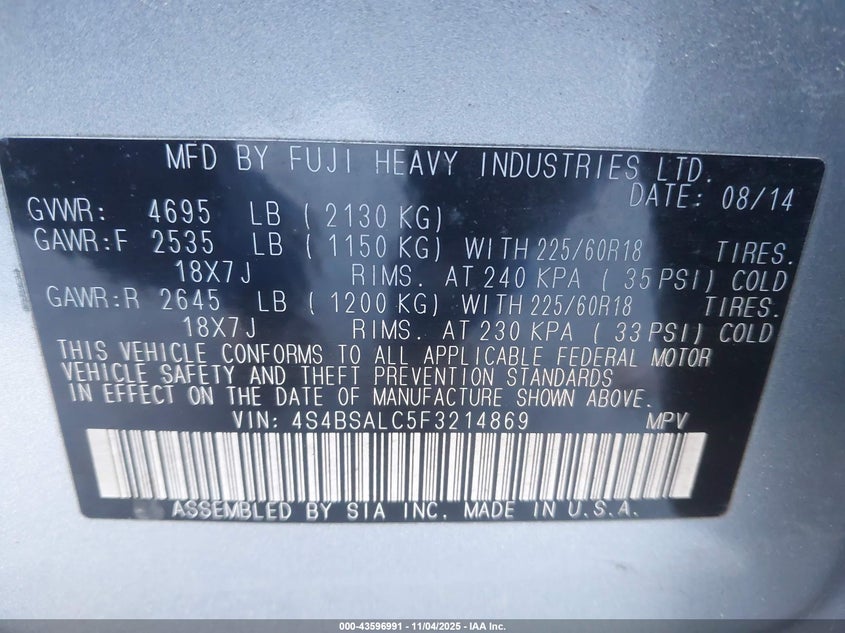 MFD BY FUJI HEAVY INDUSTRIES LTD.
DATE: 08/14
GVWR: 4695 LB ( 2130 KG)
GAWR:F 2535 LB ( 1150 KG) WITH 225/60R18 TIRES.
18X7J RIMS. AT 240 KPA ( 35 PSI) COLD
GAWR:R 2645 LB ( 1200 KG) WITH 225/60R18 TIRES.
18X7J RIMS. AT 230 KPA ( 33 PSI) COLD
THIS VEHICLE CONFORMS TO ALL APPLICABLE FEDERAL MOTOR
VEHICLE SAFETY AND THEFT PREVENTION STANDARDS
IN EFFECT ON THE DATE OF MANUFACTURE SHOWN ABOVE.
VIN: 4S4BSALC5F3214869 MPV
ASSEMBLED BY SIA INC. MADE IN U.S.A.
000-43596991 - 11/04/2025 - IAA Inc.